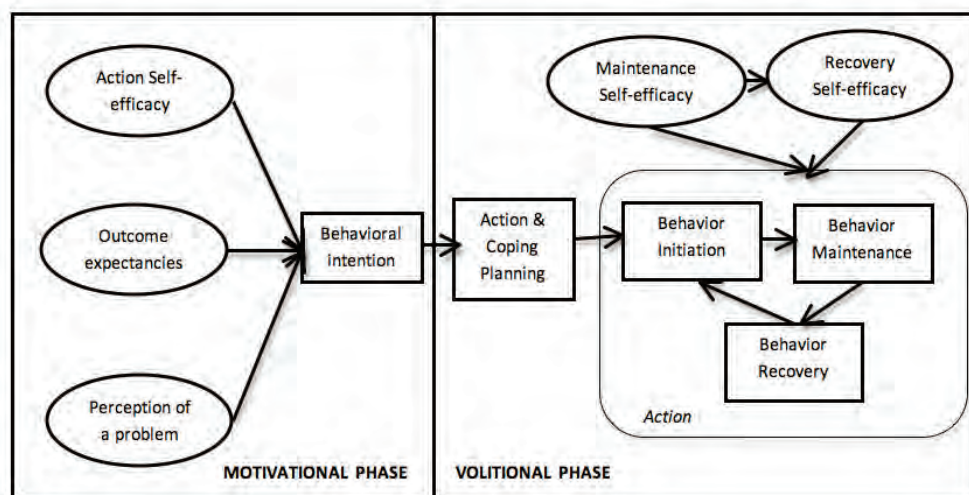 Action Self-
efficacy
Outcome
expectancies
Perception of
a problem
Behavioral
intention
MOTIVATIONAL PHASE
Maintenance
Self-efficacy
Recovery
Self-efficacy
Action &
Coping
Planning
Behavior
Initiation
Behavior
Maintenance
Behavior
Recovery
Action
VOLITIONAL PHASE